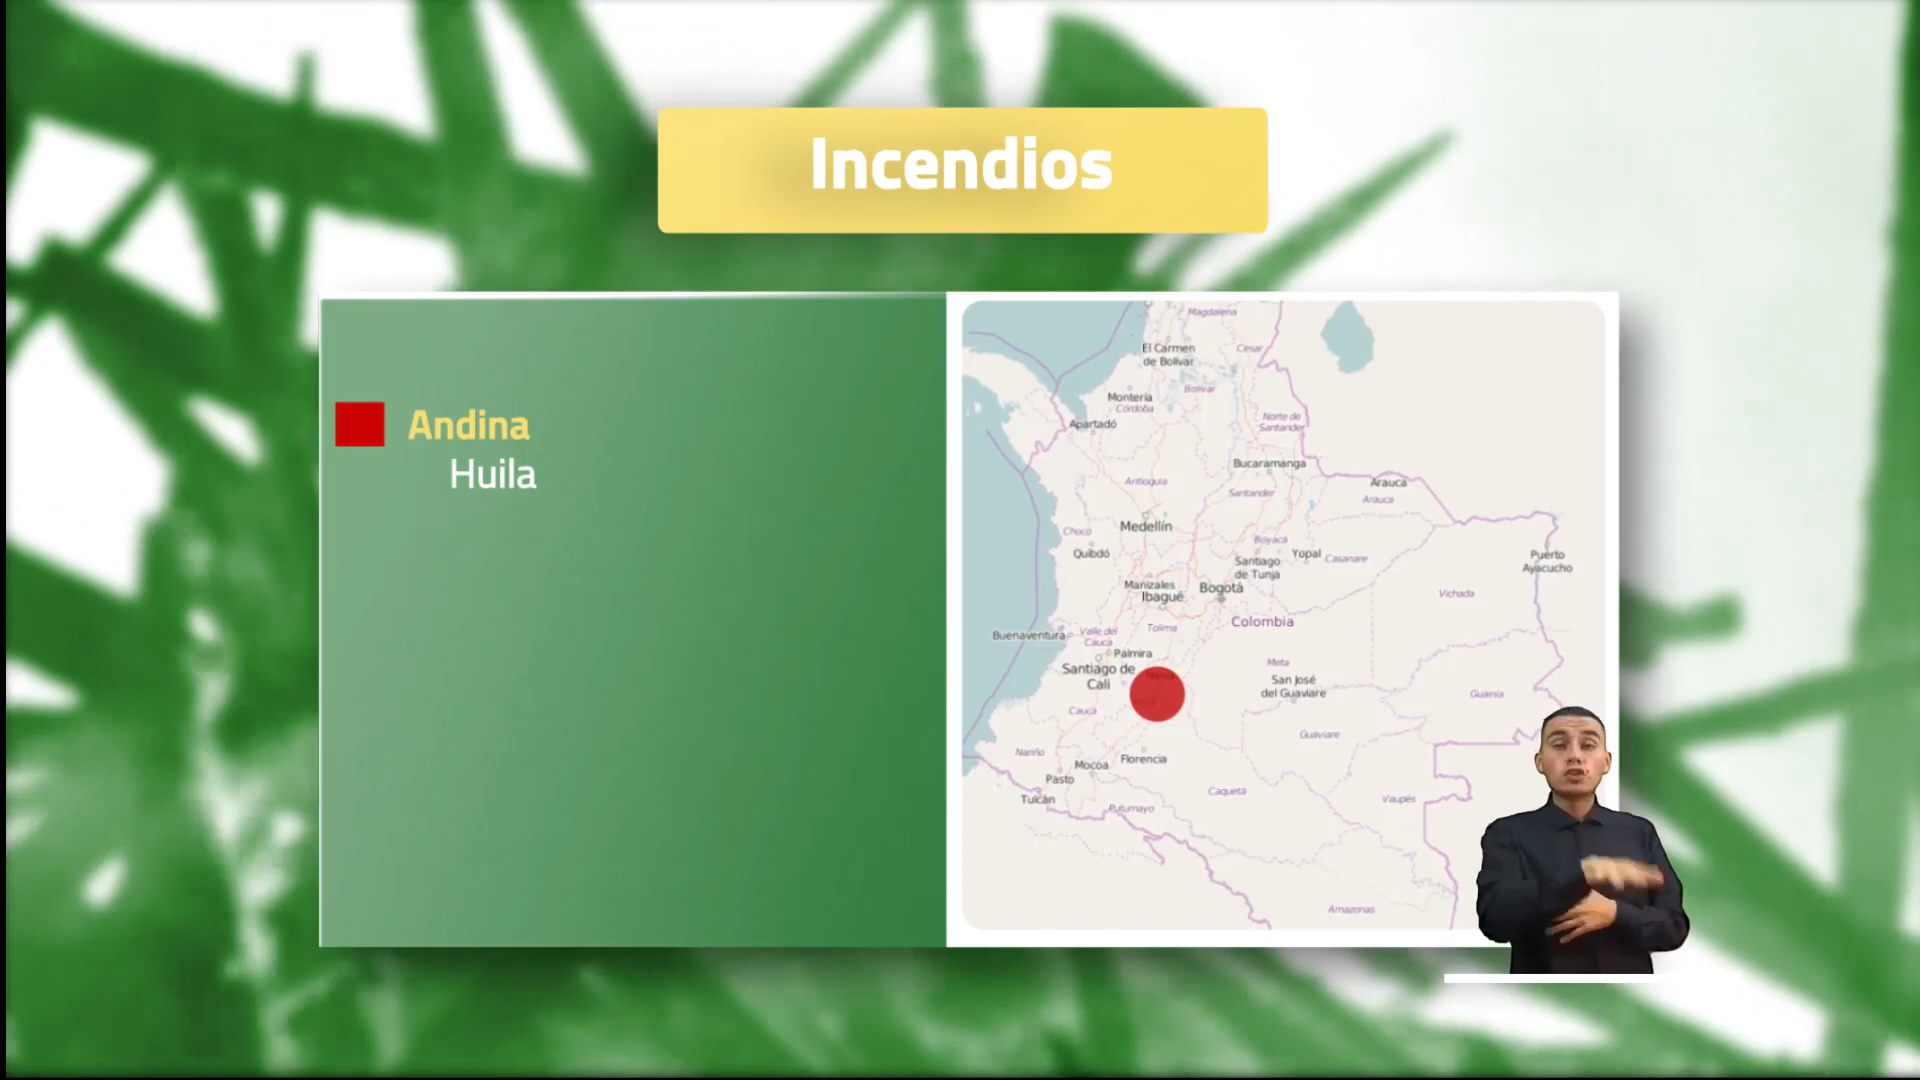 Incendios
Andina
Huila
Magdalena
El Carmen
de Bolívar
Cesar
Bolívar
Montería
Córdoba
Apartadó
Norte de
Santander
Bucaramanga
Arauca
Arauca
Antioquia
Santander
Medellín
Chocó
Quibdó
Boyacá
Yopal
Casanare
Santiago
de Tunja
Puerto
Ayacucho
Manizales
Ibagué
Bogotá
Vichada
Colombia
Tolima
Buenaventura
Valle del
Cauca
Palmira
Santiago de
Cali
Meta
San José
del Guaviare
Guainía
Cauca
Guaviare
Nariño
Florencia
Mocoa
Pasto
Tulcán
Putumayo
Caquetá
Vaupés
Amazonas